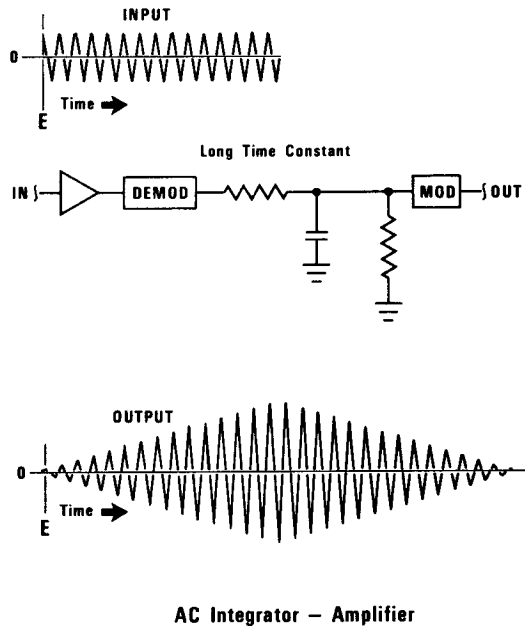 INPUT
0
Time
E
Long Time Constant
IN
DEMOD
MOD
OUT
OUTPUT
0
Time
E
AC Integrator – Amplifier